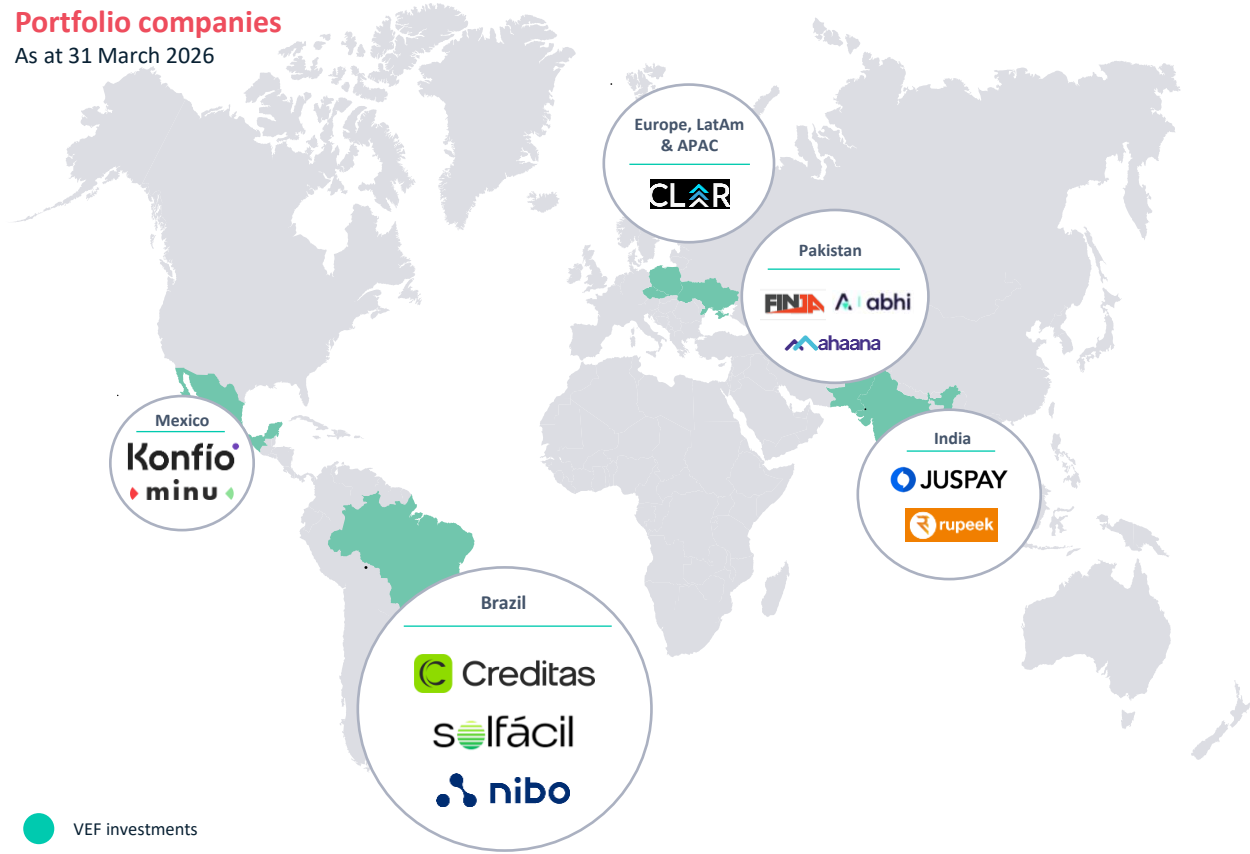 Portfolio companies
As at 31 March 2026
Europe, LatAm
& APAC
CLAR
Pakistan
FINJA
abhi
Mahaana
Mexico
Konfío
minu
India
JUSPAY
rupeek
Brazil
Creditas
solfácil
nibo
VEF investments